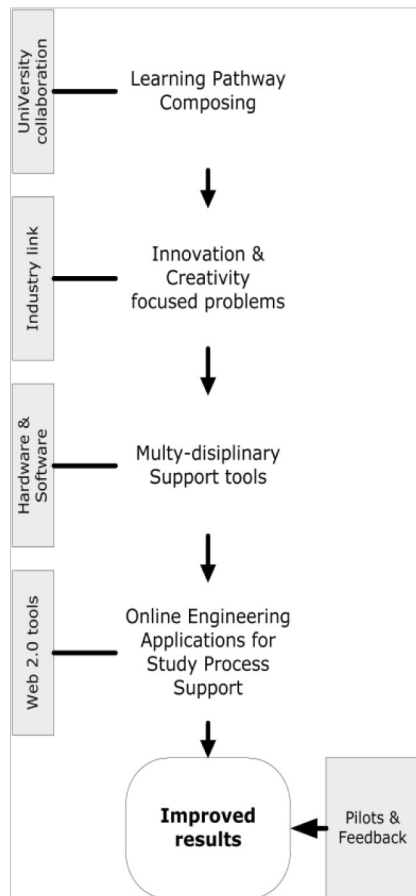 UniVersity
collaboration
Learning Pathway
Composing
Industry link
Innovation &
Creativity
focused problems
Hardware &
Software
Multy-disiplinary
Support tools
Web 2.0 tools
Online Engineering
Applications for
Study Process
Support
Improved
results
Pilots &
Feedback